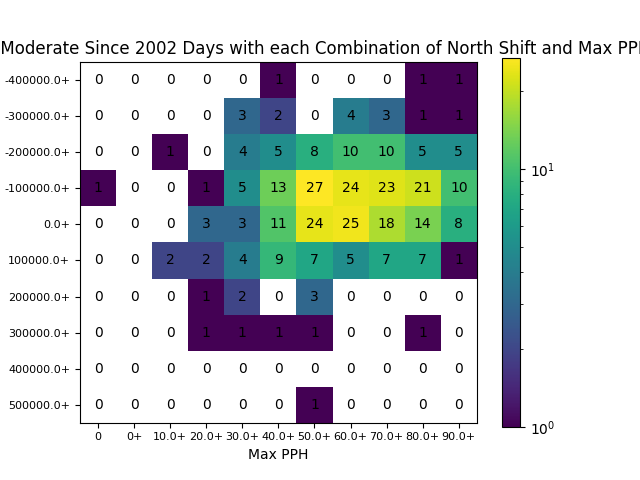 Moderate Since 2002 Days with each Combination of North Shift and Max PPH
-400000.0+ 0 0 0 0 0 1 0 0 0 1 1
-300000.0+ 0 0 0 0 3 2 0 4 3 1 1
-200000.0+ 0 0 1 0 4 5 8 10 10 5 5
-100000.0+ 1 0 0 1 5 13 27 24 23 21 10
0.0+ 0 0 0 3 3 11 24 25 18 14 8
100000.0+ 0 0 2 2 4 9 7 5 7 7 1
200000.0+ 0 0 0 1 2 0 3 0 0 0 0
300000.0+ 0 0 0 1 1 1 1 0 0 1 0
400000.0+ 0 0 0 0 0 0 0 0 0 0 0
500000.0+ 0 0 0 0 0 0 1 0 0 0 0
0 0+ 10.0+ 20.0+ 30.0+ 40.0+ 50.0+ 60.0+ 70.0+ 80.0+ 90.0+
Max PPH
10¹
10⁰